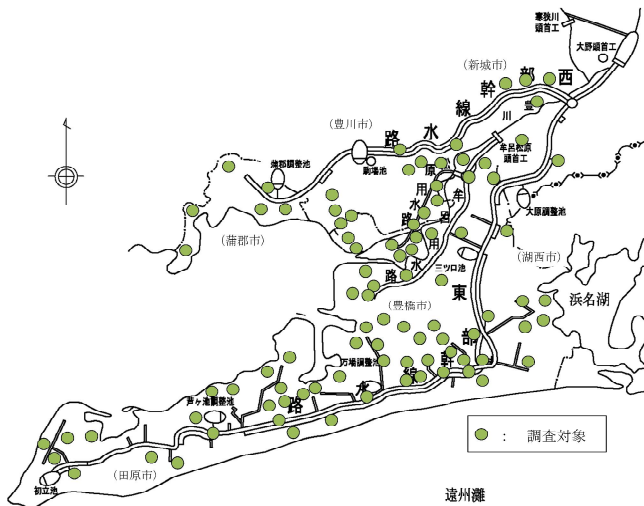 寒狭川
頭首工
大野頭首工
(新城市)
西部幹線水路
豊川
(豊川市)
牟呂松原
頭首工
蒲郡調整池
駒場池
松原用水路
牟呂用水路
大原調整池
(蒲郡市)
(湖西市)
三ツ口池
浜名湖
(豊橋市)
東部幹線水路
万場調整池
芦ヶ池調整池
： 調査対象
(田原市)
初立池
遠州灘